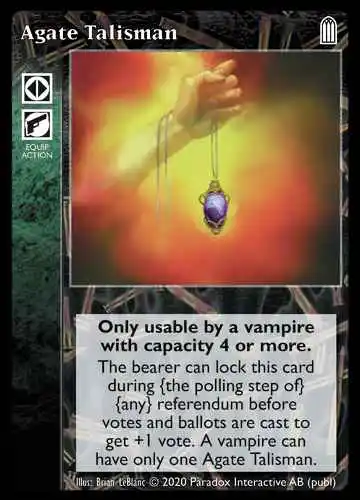 Agate Talisman
EQUIP
ACTION
Only usable by a vampire
with capacity 4 or more.
The bearer can lock this card
during {the polling step of}
{any} referendum before
votes and ballots are cast to
get +1 vote. A vampire can
have only one Agate Talisman.
Illus: Brian LeBlanc © 2020 Paradox Interactive AB (publ)